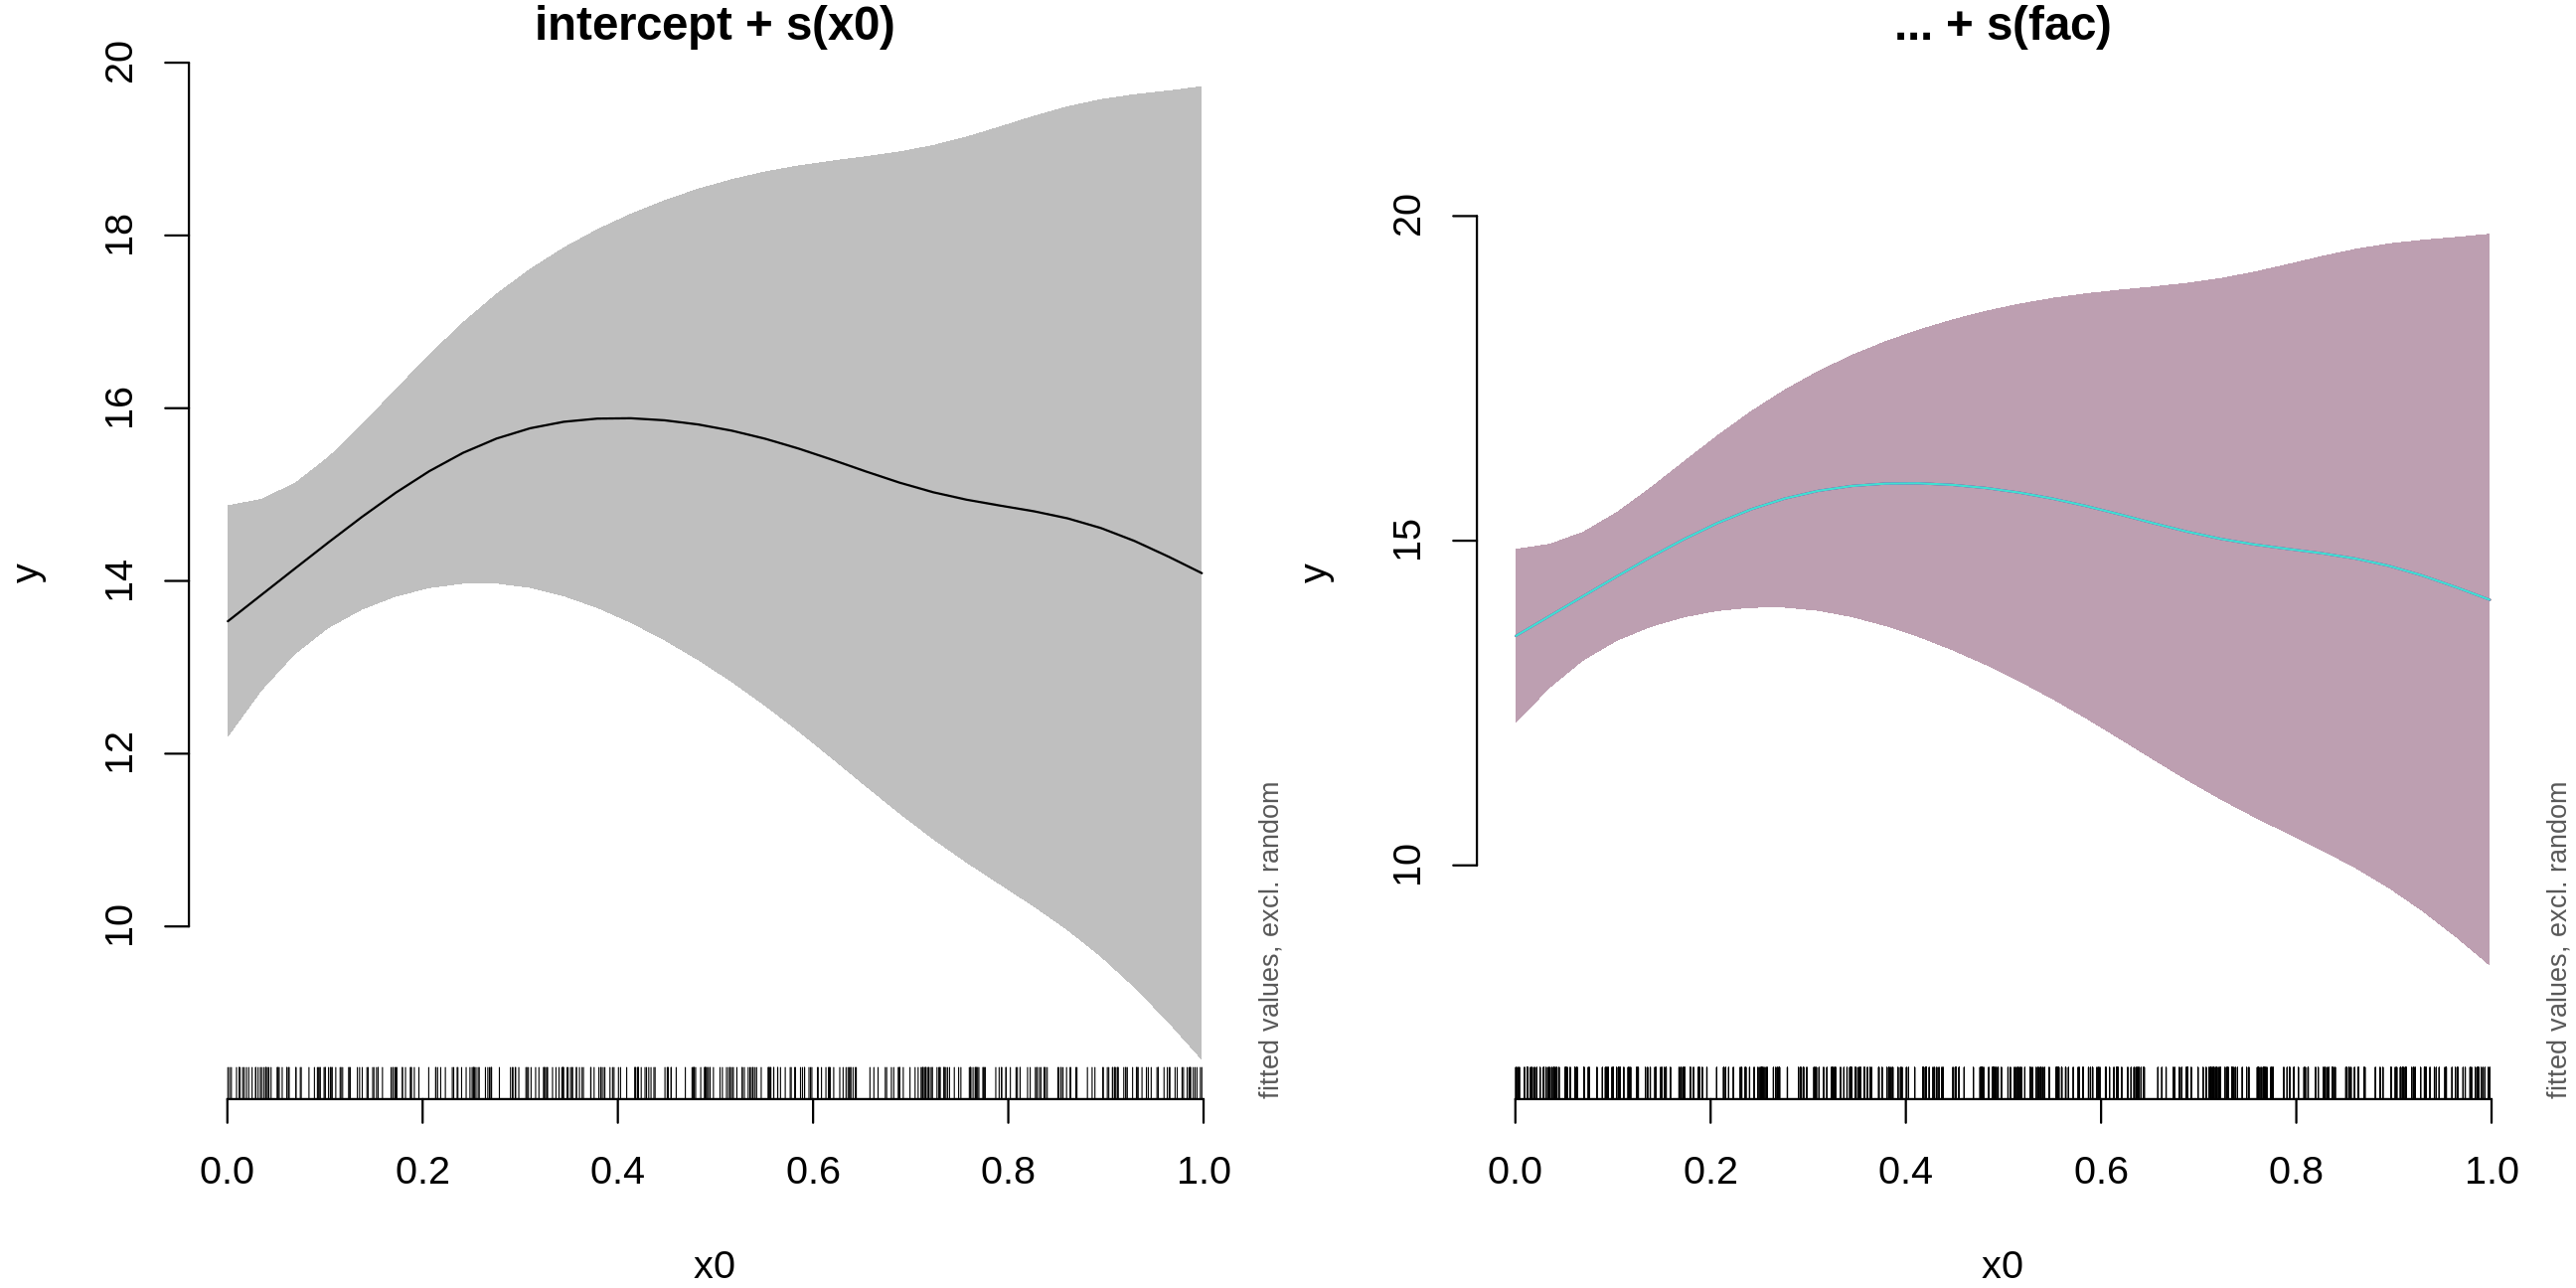 intercept + s(x0)
20
18
16
14
12
10
y
0.0 0.2 0.4 0.6 0.8 1.0
x0
fitted values, excl. random
... + s(fac)
20
15
10
y
0.0 0.2 0.4 0.6 0.8 1.0
x0
fitted values, excl. random